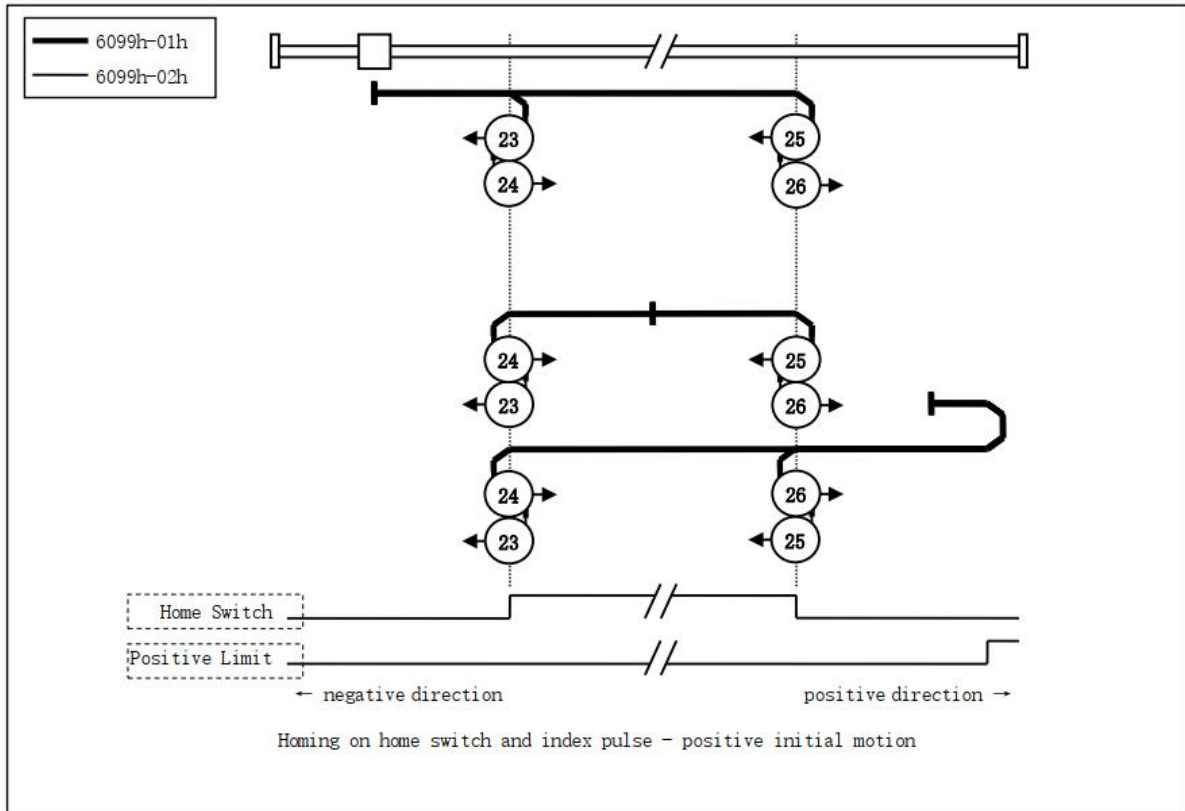 6099h-01h
6099h-02h
23 25
24 26
24 25
23 26
24 26
23 25
Home Switch
Positive Limit
← negative direction positive direction →
Homing on home switch and index pulse - positive initial motion